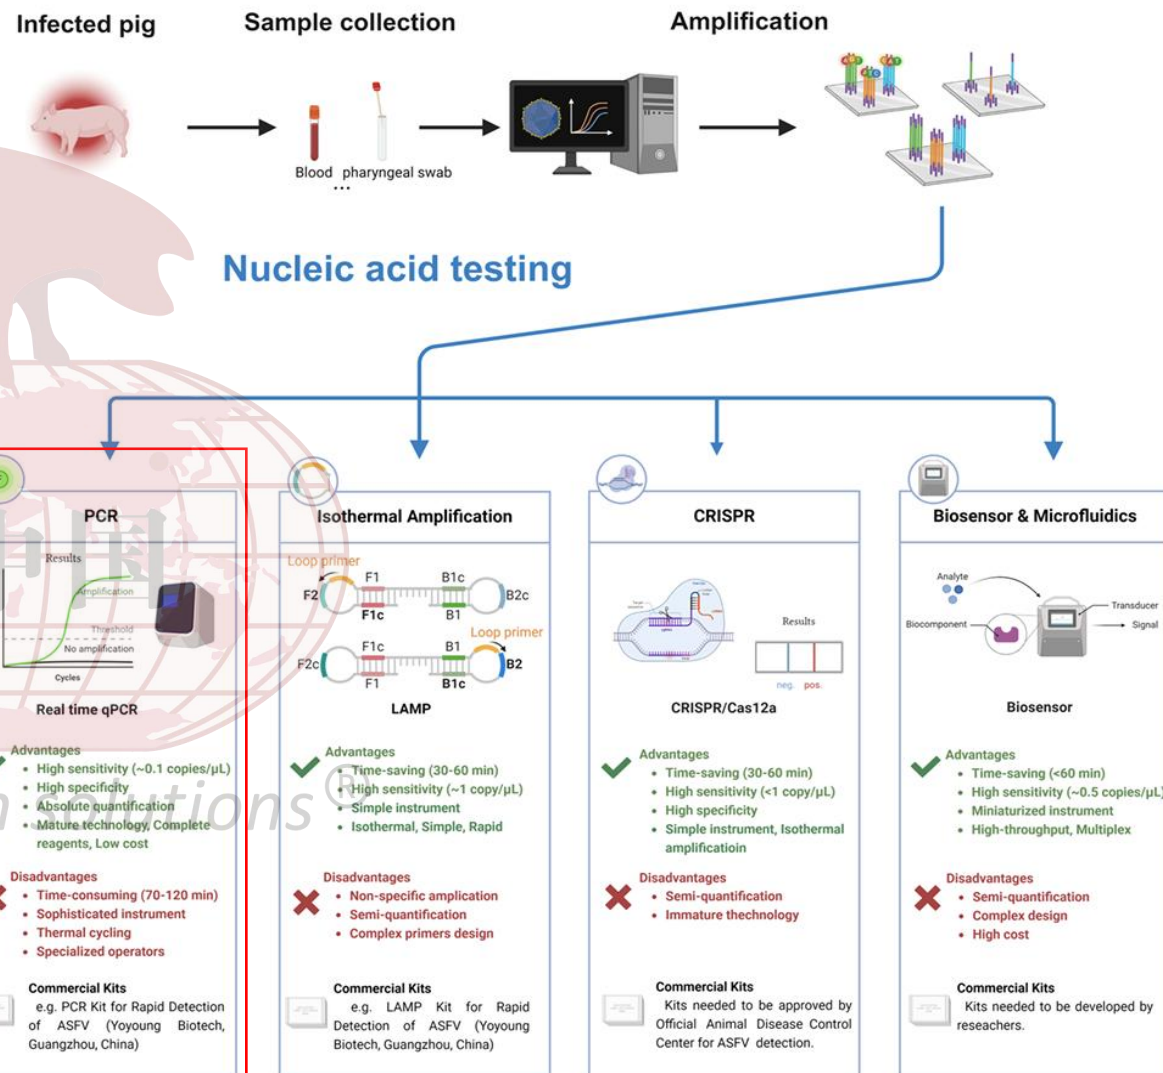 Infected pig
Sample collection
Amplification
Blood pharyngeal swab
...
Nucleic acid testing
PCR
Results
Amplification
Threshold
No amplification
Cycles
Real time qPCR
Advantages
• High sensitivity (~0.1 copies/µL)
• High specificity
• Absolute quantification
• Mature technology, Complete
reagents, Low cost
Disadvantages
• Time-consuming (70-120 min)
• Sophisticated instrument
• Thermal cycling
• Specialized operators
Commercial Kits
e.g. PCR Kit for Rapid Detection
of ASFV (Yoyoung Biotech,
Guangzhou, China)
Isothermal Amplification
Loop primer
F1 B1c
F2 B2c
F1c B1
Loop primer
F1c B1
F2c B2
F1 B1c
LAMP
Advantages
• Time-saving (30-60 min)
• High sensitivity (~1 copy/µL)
• Simple instrument
• Isothermal, Simple, Rapid
Disadvantages
• Non-specific amplication
• Semi-quantification
• Complex primers design
Commercial Kits
e.g. LAMP Kit for Rapid
Detection of ASFV (Yoyoung
Biotech, Guangzhou, China)
CRISPR
Results
neg. pos.
CRISPR/Cas12a
Advantages
• Time-saving (30-60 min)
• High sensitivity (<1 copy/µL)
• High specificity
• Simple instrument, Isothermal
amplificatioin
Disadvantages
• Semi-quantification
• Immature thechnology
Commercial Kits
Kits needed to be approved by
Official Animal Disease Control
Center for ASFV detection.
Biosensor & Microfluidics
Analyte
Transducer
Biocomponent
Signal
Biosensor
Advantages
• Time-saving (<60 min)
• High sensitivity (~0.5 copies/µL)
• Miniaturized instrument
• High-throughput, Multiplex
Disadvantages
• Semi-quantification
• Complex design
• High cost
Commercial Kits
Kits needed to be developed by
reseachers.
中国
solutions®